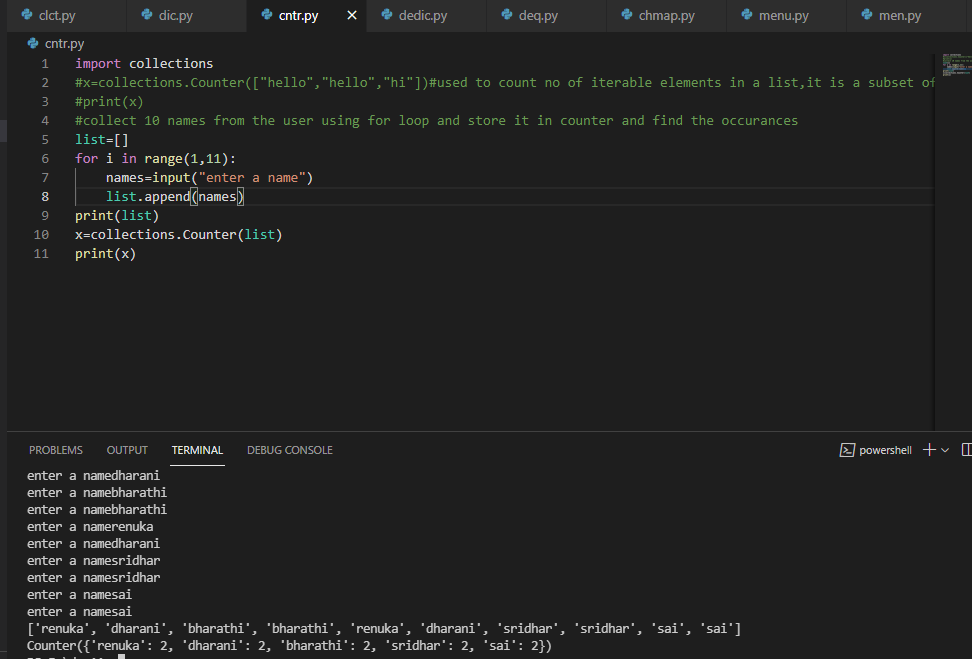 clct.py dic.py cntr.py dedic.py deq.py chmap.py menu.py men.py
cntr.py
1 import collections
2 #x=collections.Counter(["hello","hello","hi"])#used to count no of iterable elements in a list,it is a subset of
3 #print(x)
4 #collect 10 names from the user using for loop and store it in counter and find the occurances
5 list=[]
6 for i in range(1,11):
7 names=input("enter a name")
8 list.append(names)
9 print(list)
10 x=collections.Counter(list)
11 print(x)
PROBLEMS OUTPUT TERMINAL DEBUG CONSOLE powershell
enter a namedharani
enter a namebharathi
enter a namebharathi
enter a namerenuka
enter a namedharani
enter a namesridhar
enter a namesridhar
enter a namesai
enter a namesai
['renuka', 'dharani', 'bharathi', 'bharathi', 'renuka', 'dharani', 'sridhar', 'sridhar', 'sai', 'sai']
Counter({'renuka': 2, 'dharani': 2, 'bharathi': 2, 'sridhar': 2, 'sai': 2})